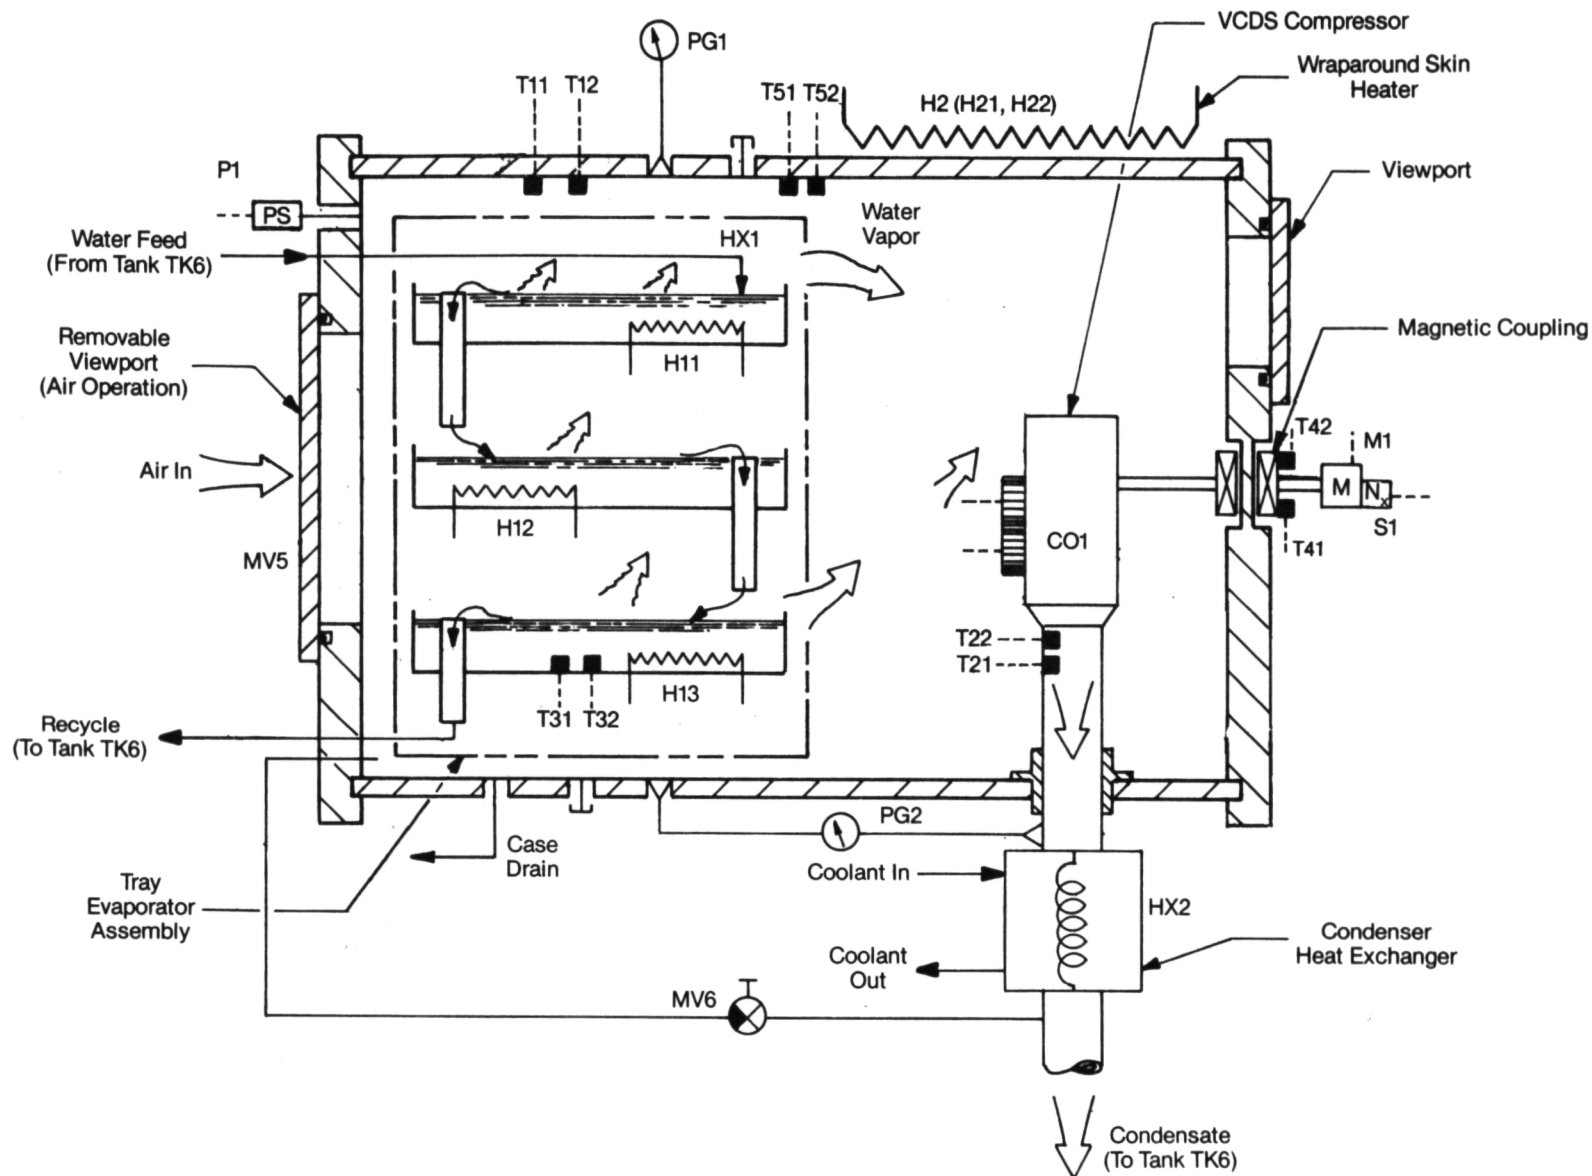 VCDS Compressor
PG1
Wraparound Skin
Heater
T11
T12
T51
T52
H2 (H21, H22)
P1
PS
Viewport
Water Feed
(From Tank TK6)
HX1
Water
Vapor
Removable
Viewport
(Air Operation)
H11
Magnetic Coupling
T42
M1
Air In
H12
M
Nx
S1
CO1
T41
MV5
T22
T21
H13
T31
T32
Recycle
(To Tank TK6)
PG2
Case
Drain
Coolant In
Tray
Evaporator
Assembly
HX2
Condenser
Heat Exchanger
Coolant
Out
MV6
Condensate
(To Tank TK6)